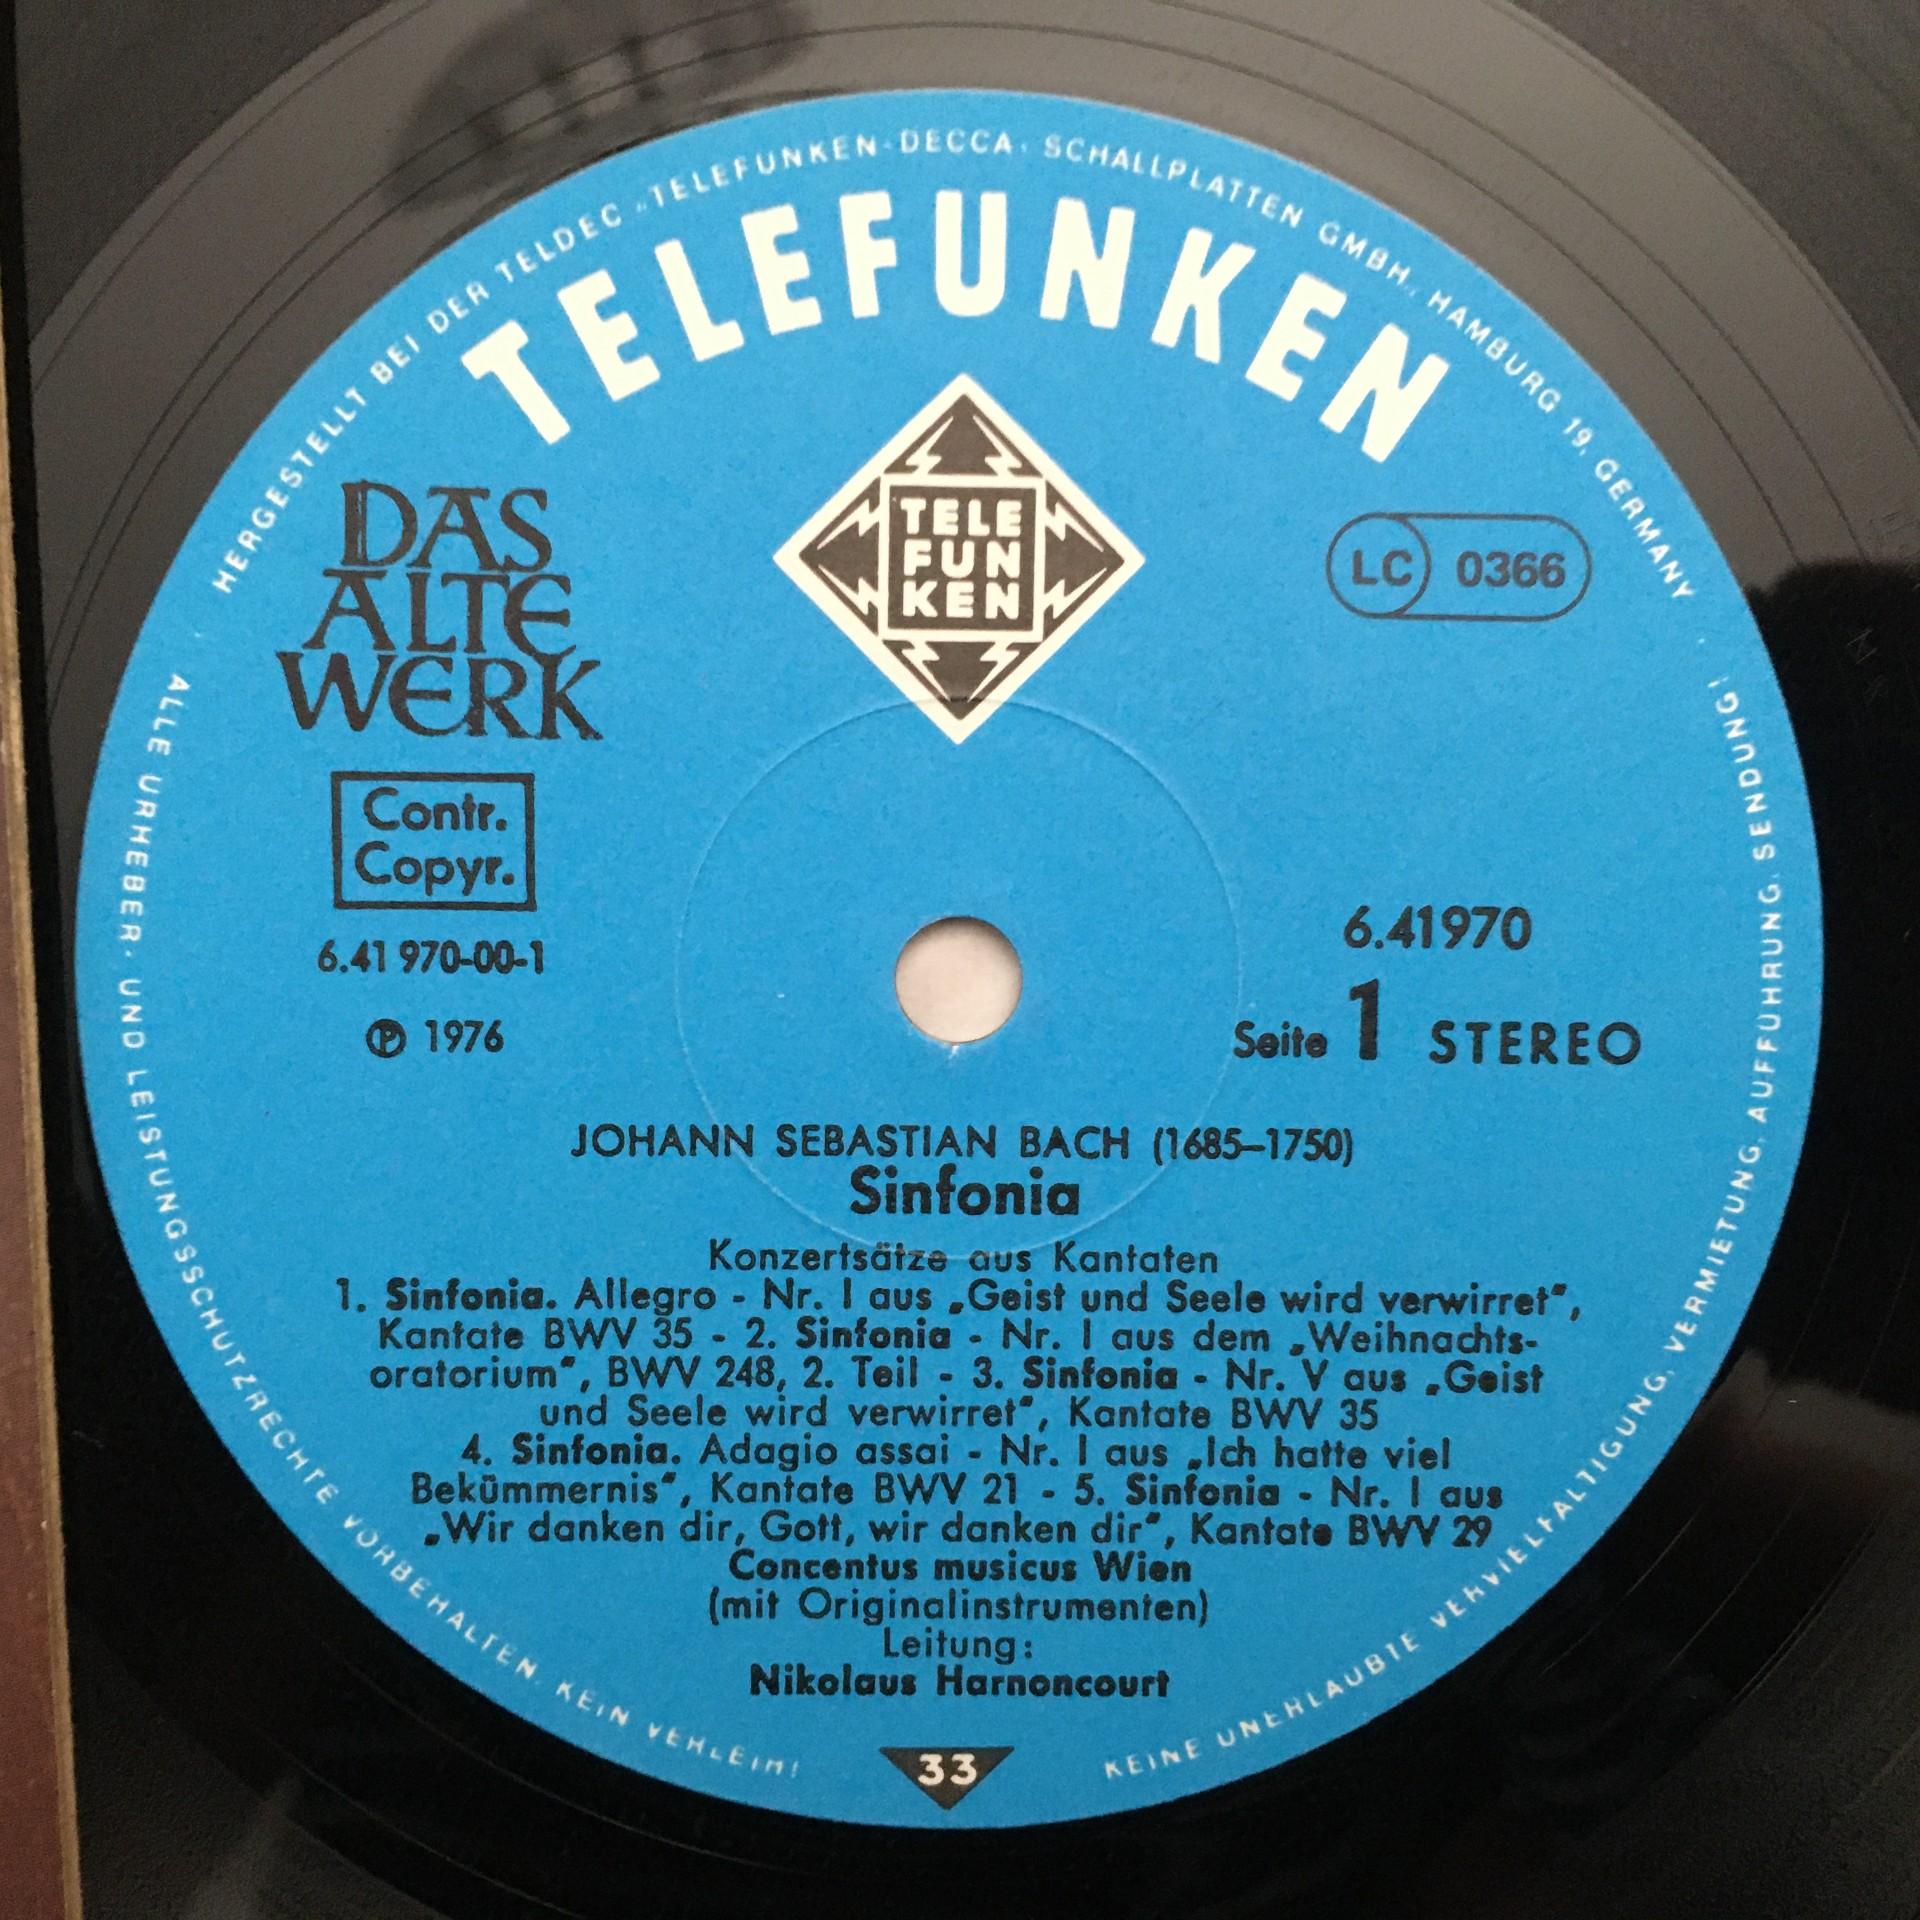 HERGESTELLT BEI DER TELDEC „TELEFUNKEN-DECCA" SCHALLPLATTEN GMBH., HAMBURG 19, GERMANY
TELEFUNKEN
TELE
FUN
KEN
DAS
ALTE
WERK
LC 0366
Contr.
Copyr.
6.41 970-00-1
Ⓟ 1976
6.41970
Seite 1 STEREO
JOHANN SEBASTIAN BACH (1685–1750)
Sinfonia
Konzertsätze aus Kantaten
1. Sinfonia. Allegro - Nr. I aus „Geist und Seele wird verwirret“,
Kantate BWV 35 - 2. Sinfonia - Nr. I aus dem „Weihnachts-
oratorium“, BWV 248, 2. Teil - 3. Sinfonia - Nr. V aus „Geist
und Seele wird verwirret“, Kantate BWV 35
4. Sinfonia. Adagio assai - Nr. I aus „Ich hatte viel
Bekümmernis“, Kantate BWV 21 - 5. Sinfonia - Nr. I aus
„Wir danken dir, Gott, wir danken dir“, Kantate BWV 29
Concentus musicus Wien
(mit Originalinstrumenten)
Leitung:
Nikolaus Harnoncourt
33
ALLE URHEBER- UND LEISTUNGSSCHUTZRECHTE VORBEHALTEN. KEIN VERLEIH!
KEINE UNERLAUBTE VERVIELFÄLTIGUNG, VERMIETUNG, AUFFÜHRUNG, SENDUNG!